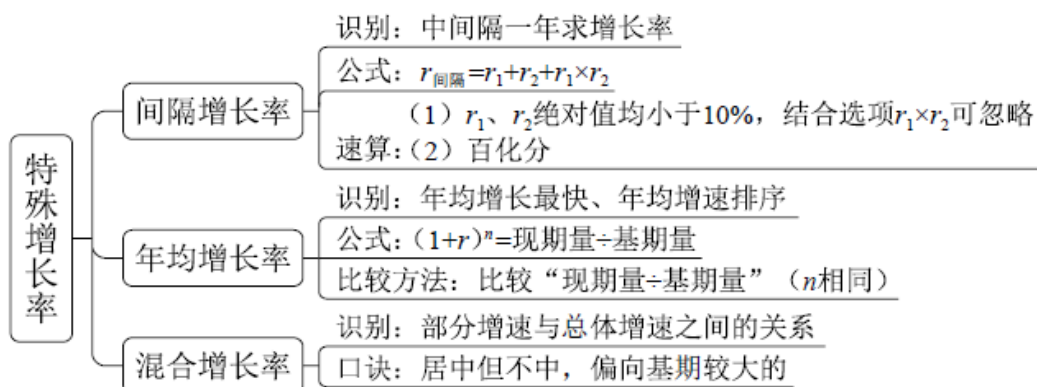 特殊增长率
间隔增长率
识别：中间隔一年求增长率
公式：r间隔=r₁+r₂+r₁×r₂
（1）r₁、r₂绝对值均小于10%，结合选项r₁×r₂可忽略
速算：（2）百化分
年均增长率
识别：年均增长最快、年均增速排序
公式：（1+r）ⁿ=现期量÷基期量
比较方法：比较“现期量÷基期量”（n相同）
混合增长率
识别：部分增速与总体增速之间的关系
口诀：居中但不中，偏向基期较大的